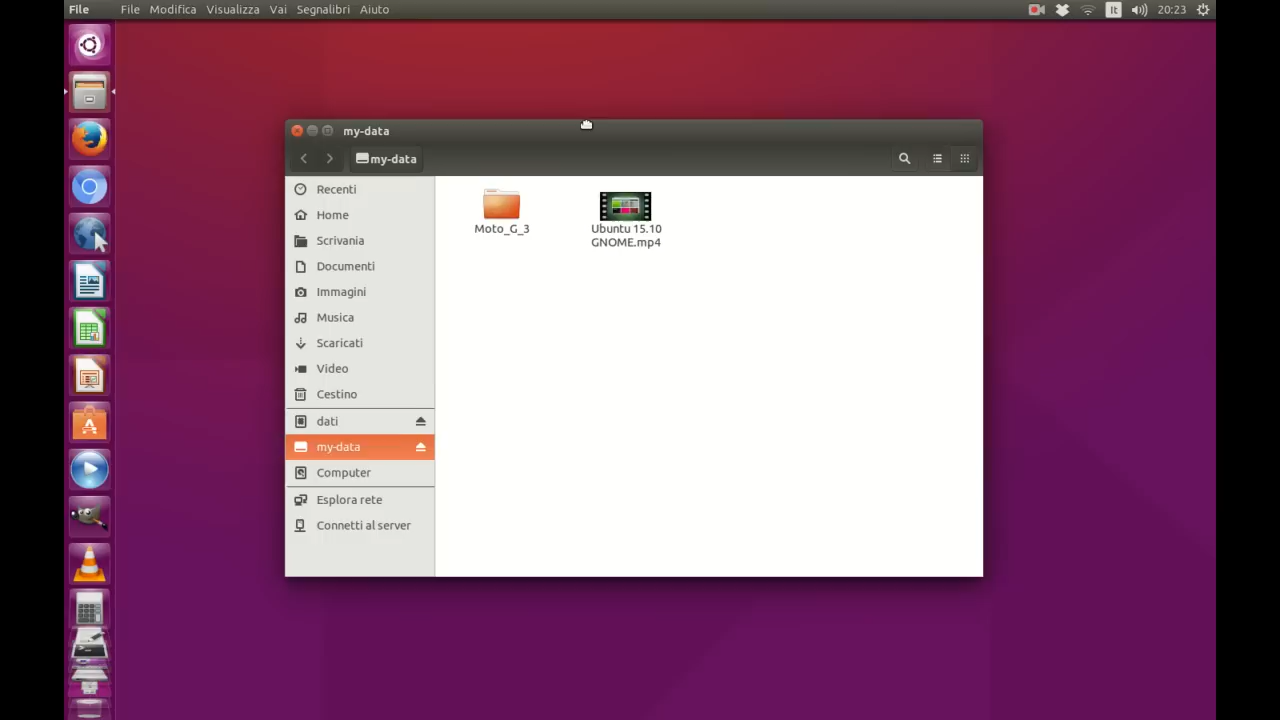 File File Modifica Visualizza Vai Segnalibri Aiuto It 20:23
my-data
my-data
Recenti
Home
Scrivania
Documenti
Immagini
Musica
Scaricati
Video
Cestino
dati
my-data
Computer
Esplora rete
Connetti al server
Moto_G_3
Ubuntu 15.10
GNOME.mp4